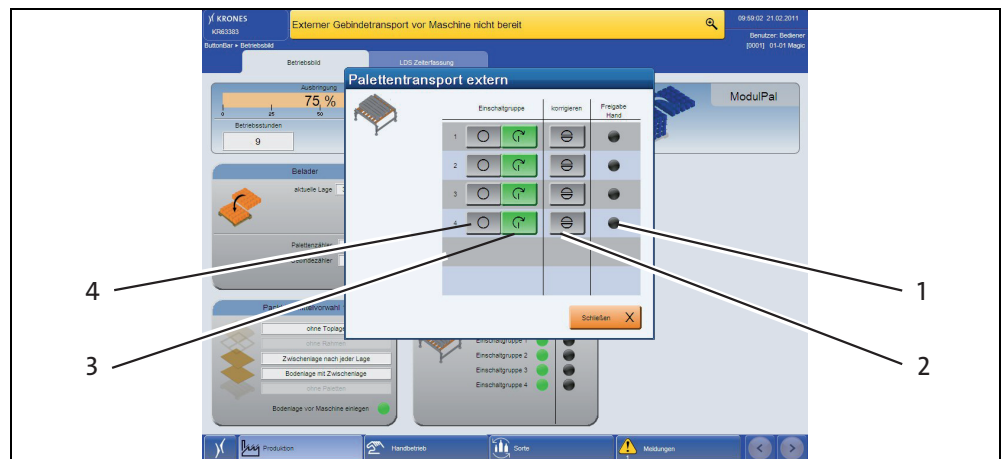 KRONES
KR63383
Externer Gebindetransport vor Maschine nicht bereit
09:59:02 21.02.2011
Benutzer: Bediener
[0001] 01-01 Magic
ButtonBar ▸ Betriebsbild
Betriebsbild
LDS Zeiterfassung
Ausbringung
75 %
0 25 50
Betriebsstunden
9
ModulPal
Palettentransport extern
Einschaltgruppe
korrigieren
Freigabe
Hand
1
2
3
4
Schließen X
Belader
aktuelle Lage
Palettenzähler
Gebindezähler
ohne Toplage
ohne Rahmen
Zwischenlage nach jeder Lage
Bodenlage mit Zwischenlage
ohne Paletten
Bodenlage vor Maschine einlegen
Einschaltgruppe 1
Einschaltgruppe 2
Einschaltgruppe 3
Einschaltgruppe 4
Produktion
Handbetrieb
Sorte
Meldungen
4
3
1
2